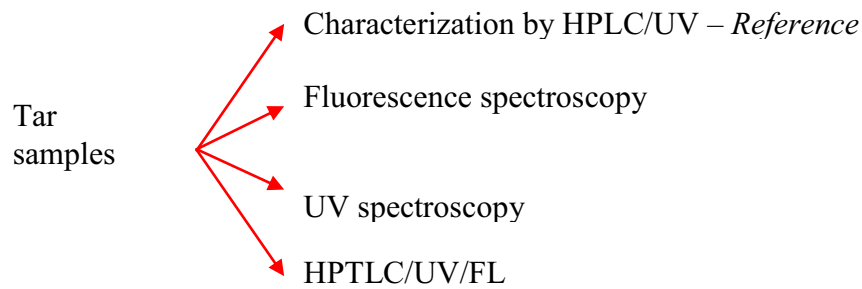 Characterization by HPLC/UV – Reference
Fluorescence spectroscopy
Tar
samples
UV spectroscopy
HPTLC/UV/FL